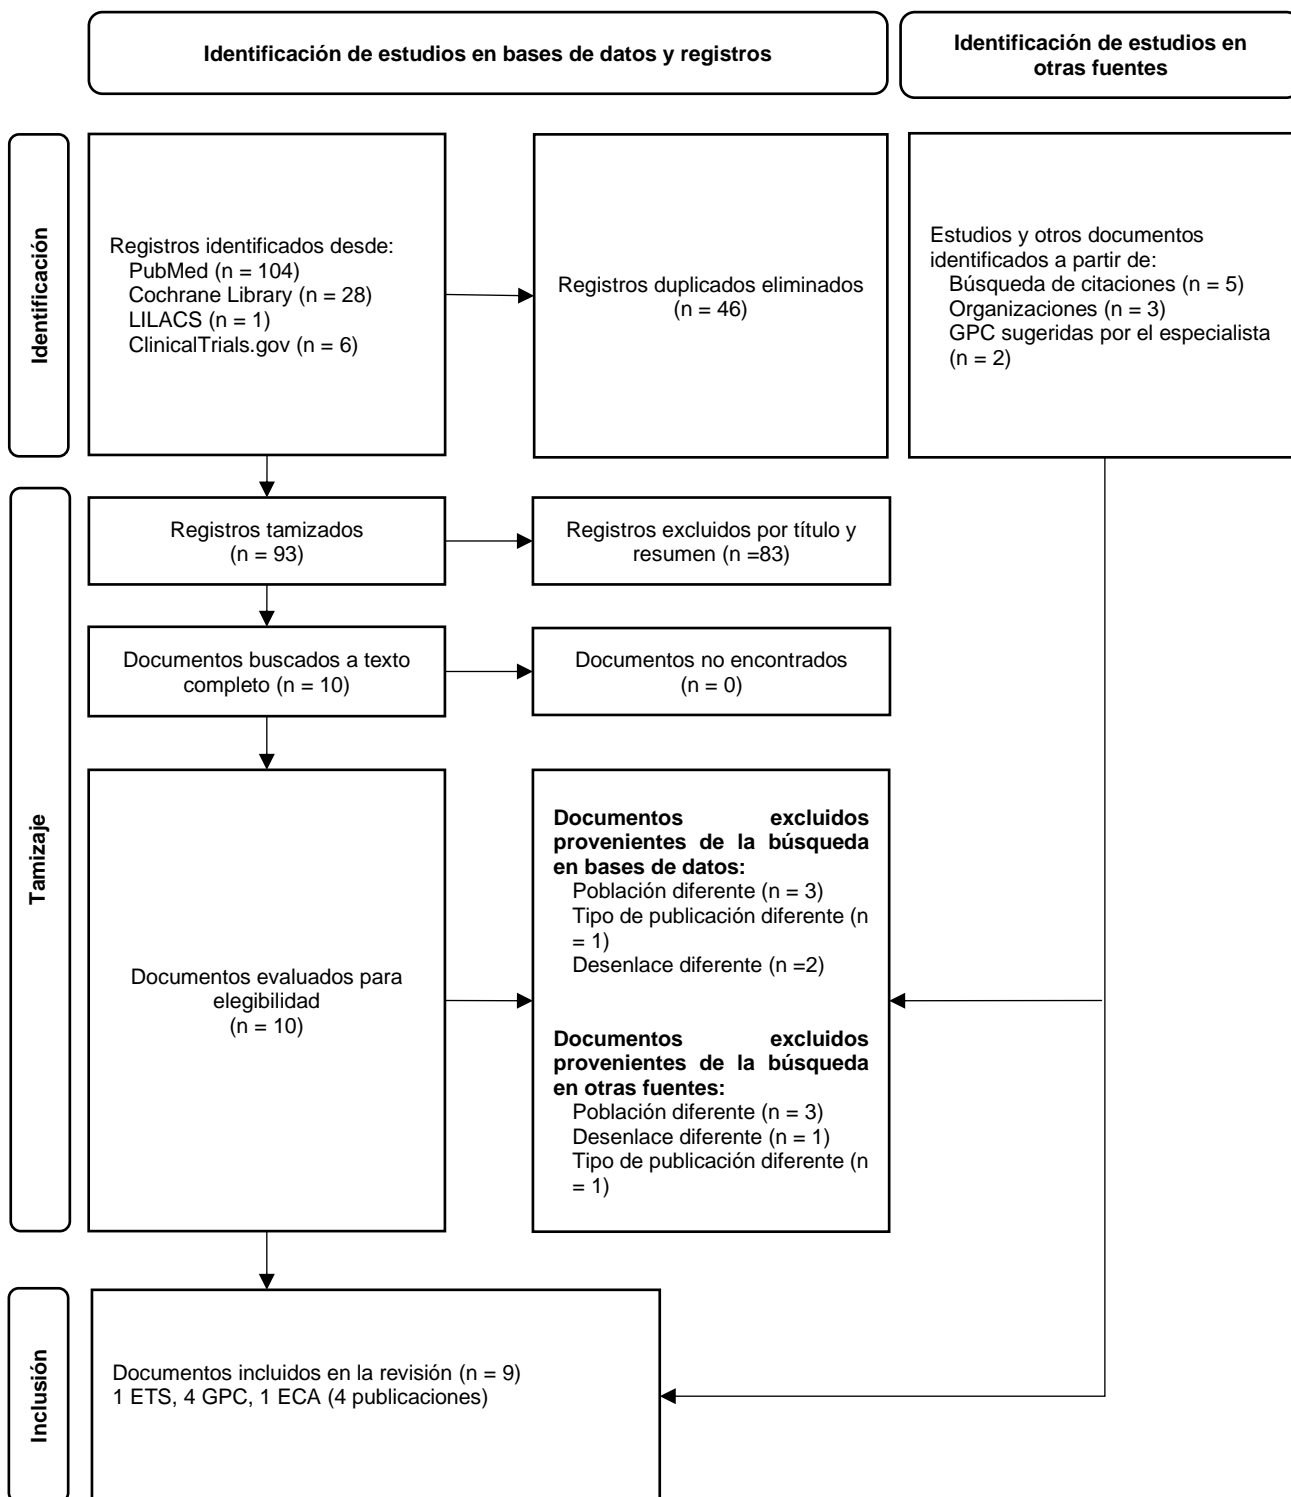 Identificación de estudios en bases de datos y registros
Identificación de estudios en
otras fuentes
Identificación
Registros identificados desde:
PubMed (n = 104)
Cochrane Library (n = 28)
LILACS (n = 1)
ClinicalTrials.gov (n = 6)
Registros duplicados eliminados
(n = 46)
Estudios y otros documentos
identificados a partir de:
Búsqueda de citaciones (n = 5)
Organizaciones (n = 3)
GPC sugeridas por el especialista
(n = 2)
Tamizaje
Registros tamizados
(n = 93)
Registros excluidos por título y
resumen (n =83)
Documentos buscados a texto
completo (n = 10)
Documentos no encontrados
(n = 0)
Documentos evaluados para
elegibilidad
(n = 10)
Documentos excluidos
provenientes de la búsqueda
en bases de datos:
Población diferente (n = 3)
Tipo de publicación diferente (n
= 1)
Desenlace diferente (n =2)
Documentos excluidos
provenientes de la búsqueda
en otras fuentes:
Población diferente (n = 3)
Desenlace diferente (n = 1)
Tipo de publicación diferente (n
= 1)
Inclusión
Documentos incluidos en la revisión (n = 9)
1 ETS, 4 GPC, 1 ECA (4 publicaciones)